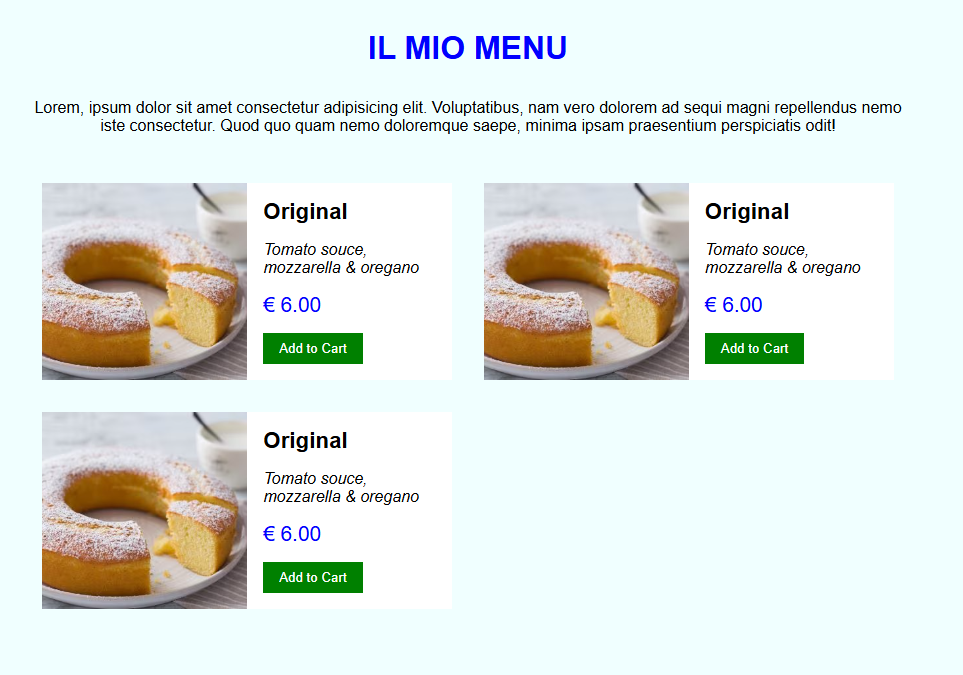 IL MIO MENU
Lorem, ipsum dolor sit amet consectetur adipisicing elit. Voluptatibus, nam vero dolorem ad sequi magni repellendus nemo
iste consectetur. Quod quo quam nemo doloremque saepe, minima ipsam praesentium perspiciatis odit!
Original
Tomato souce,
mozzarella & oregano
€ 6.00
Add to Cart
Original
Tomato souce,
mozzarella & oregano
€ 6.00
Add to Cart
Original
Tomato souce,
mozzarella & oregano
€ 6.00
Add to Cart